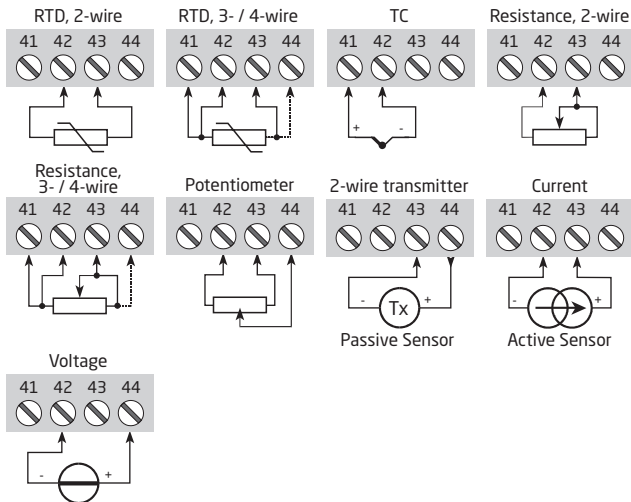 RTD, 2-wire
RTD, 3- / 4-wire
TC
Resistance, 2-wire
41 42 43 44
41 42 43 44
41 42 43 44
41 42 43 44
+ -
Resistance,
3- / 4-wire
Potentiometer
2-wire transmitter
Current
41 42 43 44
41 42 43 44
41 42 43 44
41 42 43 44
- Tx +
- +
Passive Sensor
Active Sensor
Voltage
41 42 43 44
- +